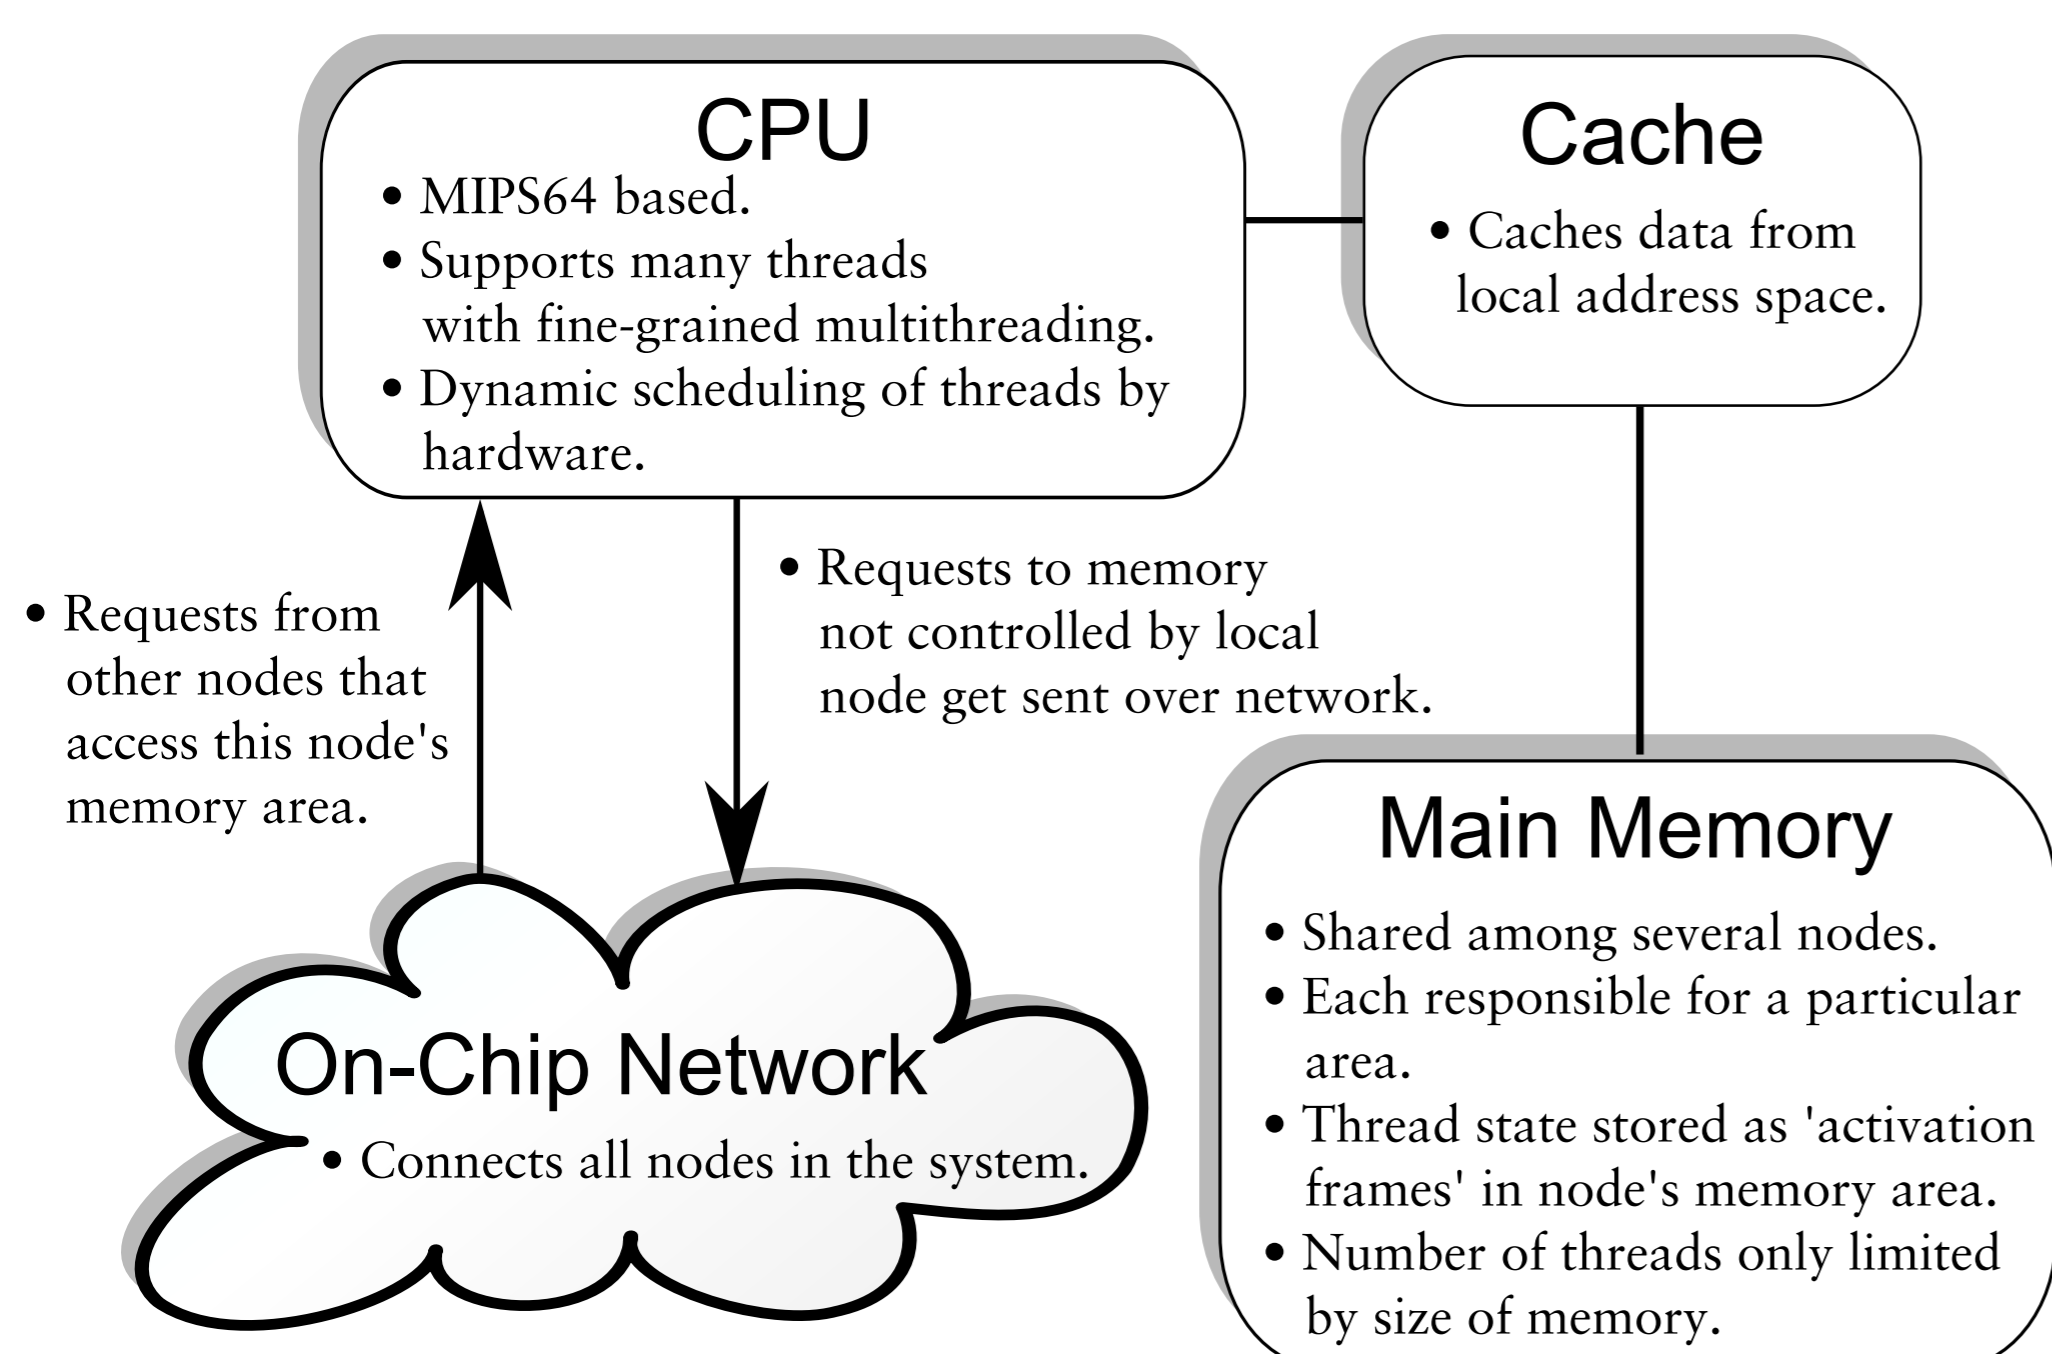 CPU
• MIPS64 based.
• Supports many threads
with fine-grained multithreading.
• Dynamic scheduling of threads by
hardware.
Cache
• Caches data from
local address space.
• Requests from
other nodes that
access this node's
memory area.
• Requests to memory
not controlled by local
node get sent over network.
On-Chip Network
• Connects all nodes in the system.
Main Memory
• Shared among several nodes.
• Each responsible for a particular
area.
• Thread state stored as 'activation
frames' in node's memory area.
• Number of threads only limited
by size of memory.